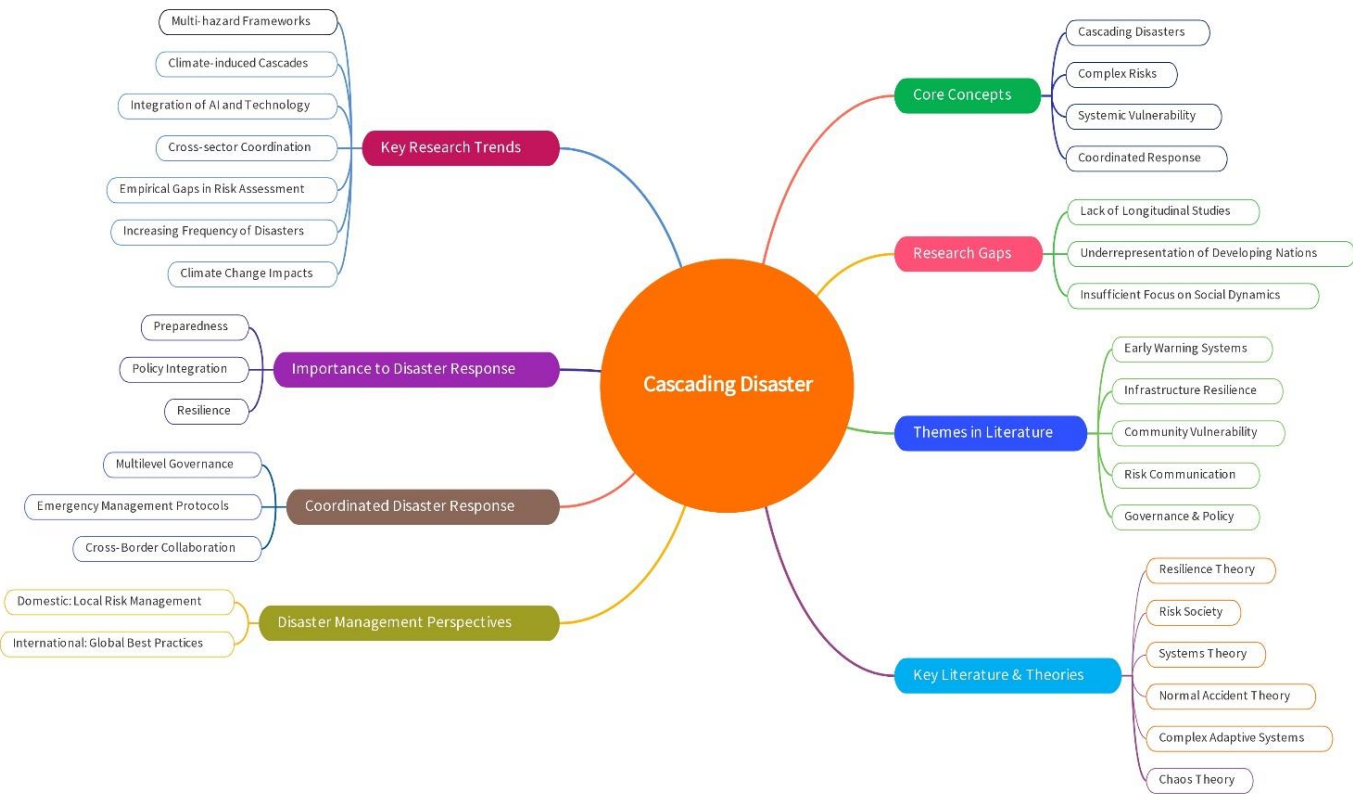 Cascading Disaster
Key Research Trends
Multi-hazard Frameworks
Climate-induced Cascades
Integration of AI and Technology
Cross-sector Coordination
Empirical Gaps in Risk Assessment
Increasing Frequency of Disasters
Climate Change Impacts
Importance to Disaster Response
Preparedness
Policy Integration
Resilience
Coordinated Disaster Response
Multilevel Governance
Emergency Management Protocols
Cross-Border Collaboration
Disaster Management Perspectives
Domestic: Local Risk Management
International: Global Best Practices
Core Concepts
Cascading Disasters
Complex Risks
Systemic Vulnerability
Coordinated Response
Research Gaps
Lack of Longitudinal Studies
Underrepresentation of Developing Nations
Insufficient Focus on Social Dynamics
Themes in Literature
Early Warning Systems
Infrastructure Resilience
Community Vulnerability
Risk Communication
Governance & Policy
Key Literature & Theories
Resilience Theory
Risk Society
Systems Theory
Normal Accident Theory
Complex Adaptive Systems
Chaos Theory